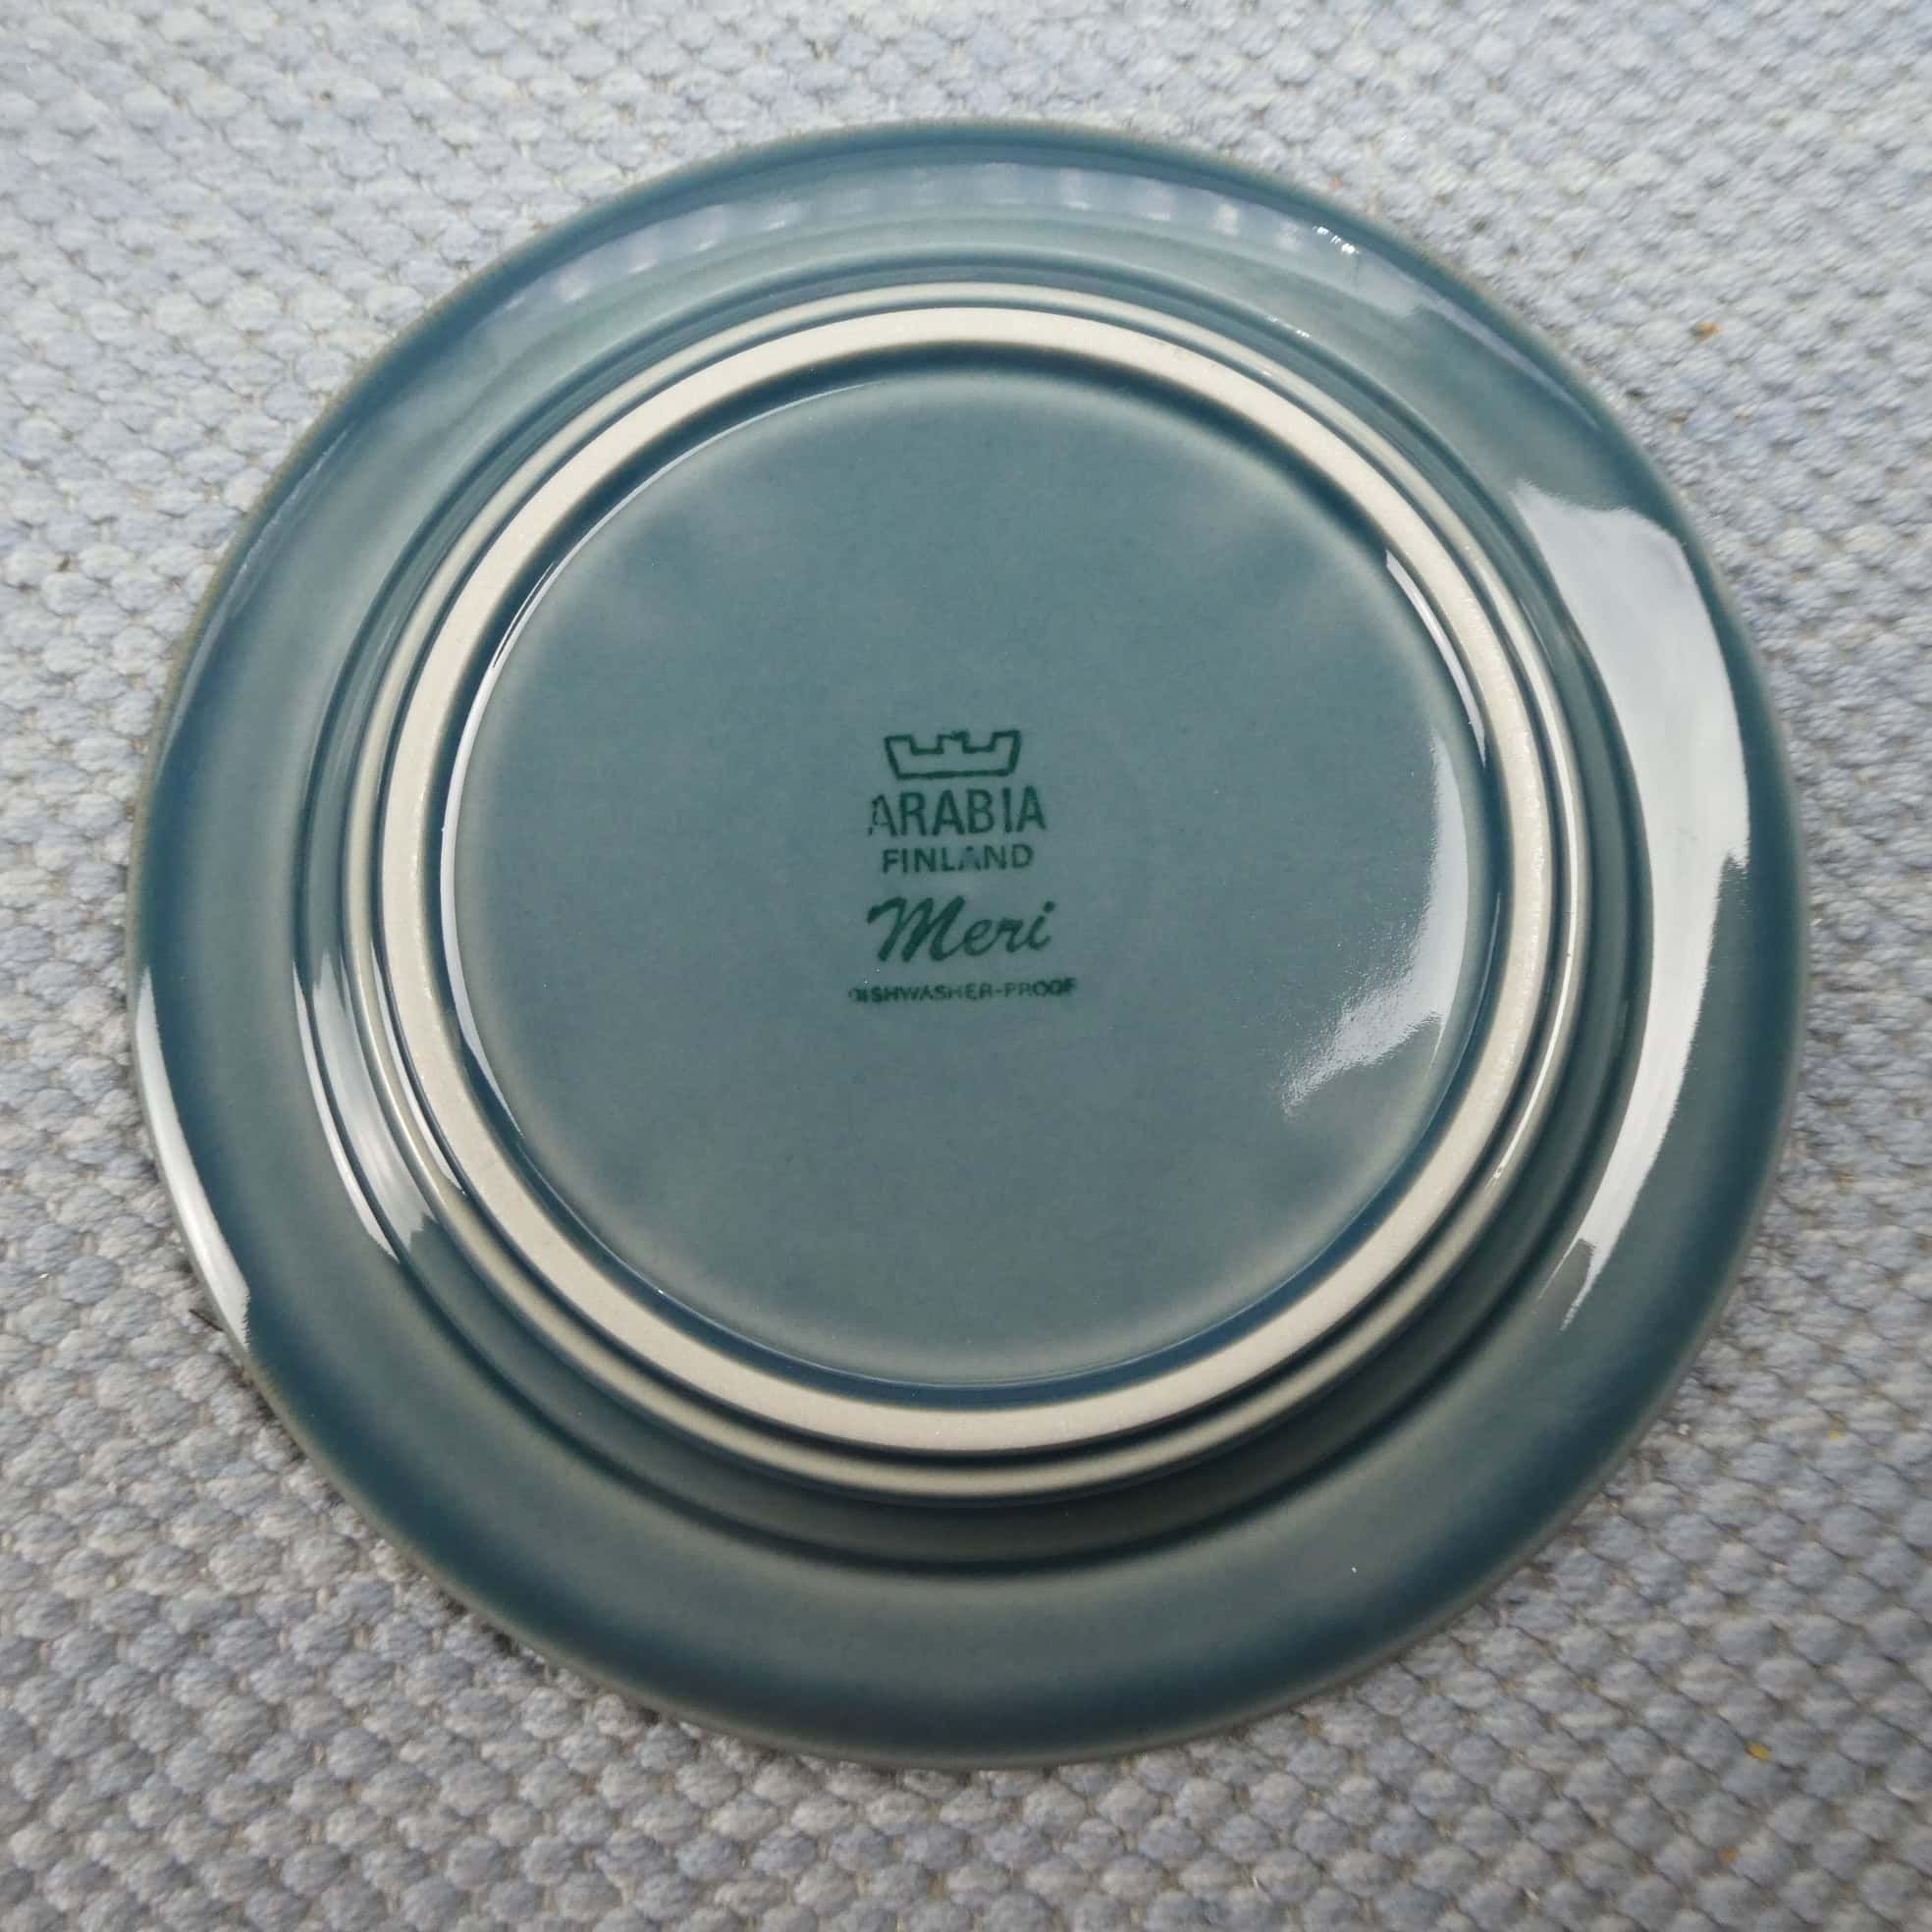 ARABIA
FINLAND
Meri
DISHWASHER-PROOF